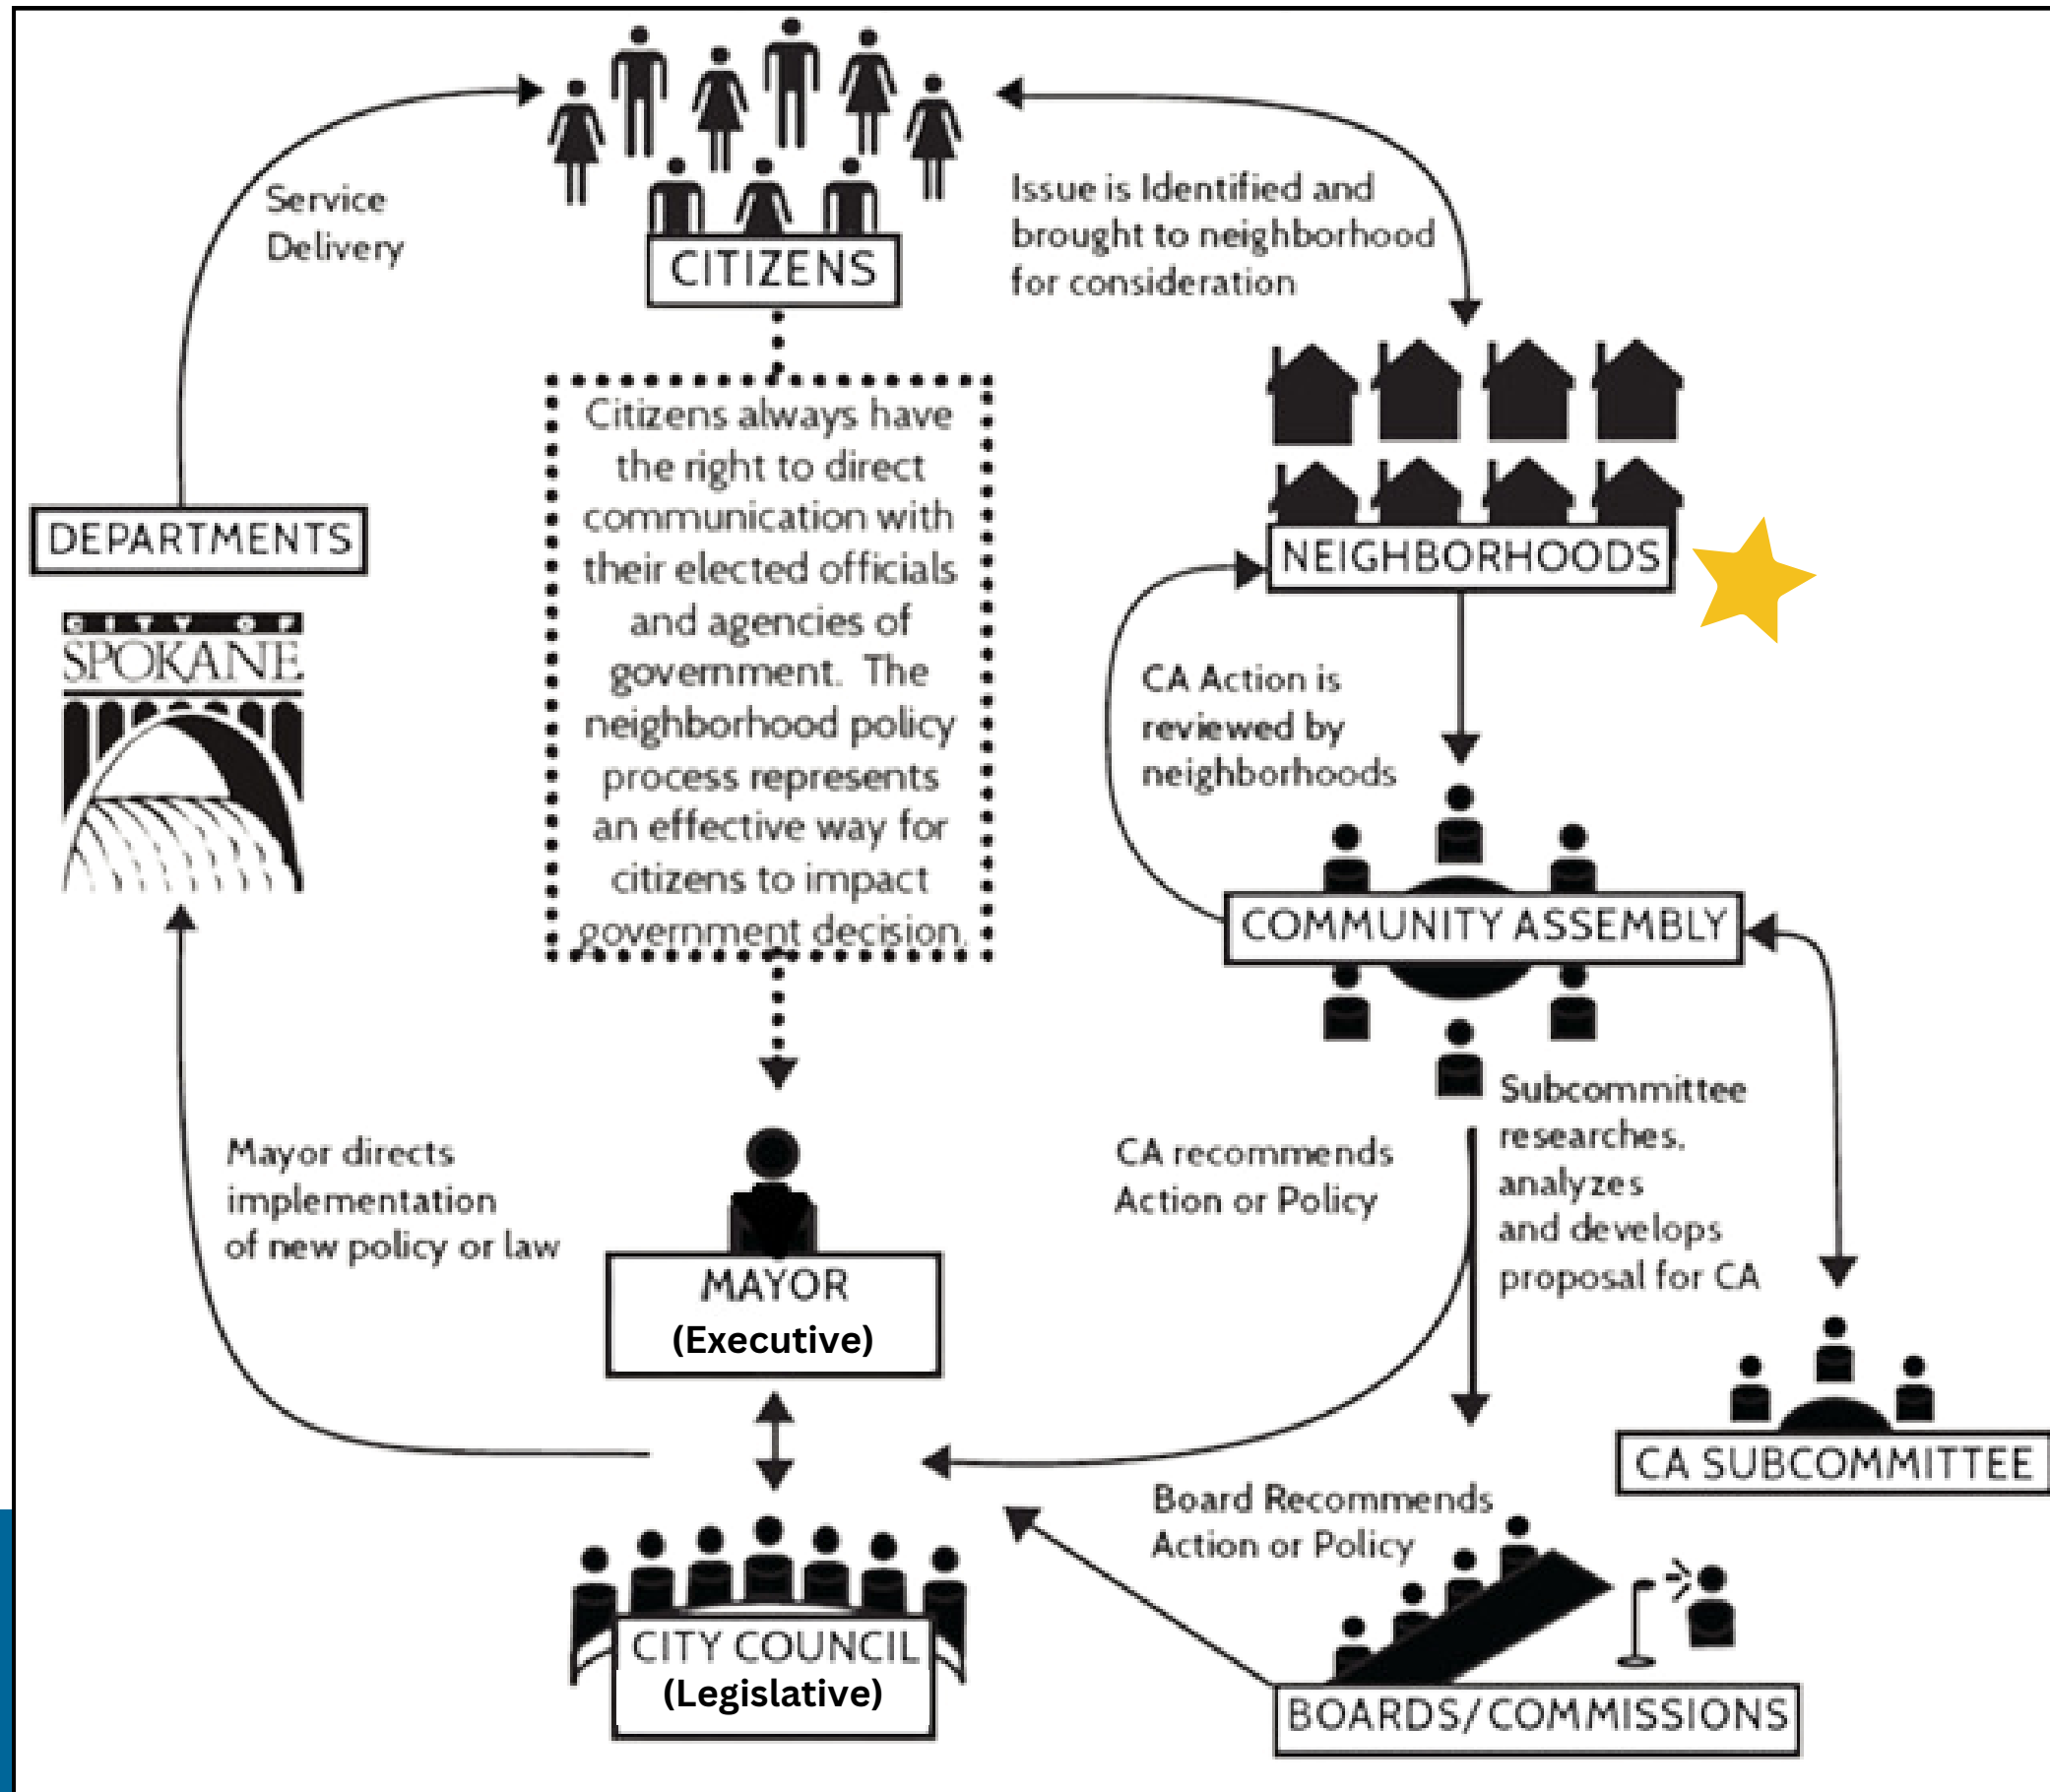 CITIZENS
Service
Delivery
Issue is Identified and
brought to neighborhood
for consideration
Citizens always have
the right to direct
communication with
their elected officials
and agencies of
government. The
neighborhood policy
process represents
an effective way for
citizens to impact
government decision.
DEPARTMENTS
CITY OF
SPOKANE
NEIGHBORHOODS
CA Action is
reviewed by
neighborhoods
COMMUNITY ASSEMBLY
Subcommittee
researches,
analyzes
and develops
proposal for CA
CA recommends
Action or Policy
Mayor directs
implementation
of new policy or law
MAYOR
(Executive)
CA SUBCOMMITTEE
Board Recommends
Action or Policy
CITY COUNCIL
(Legislative)
BOARDS/COMMISSIONS